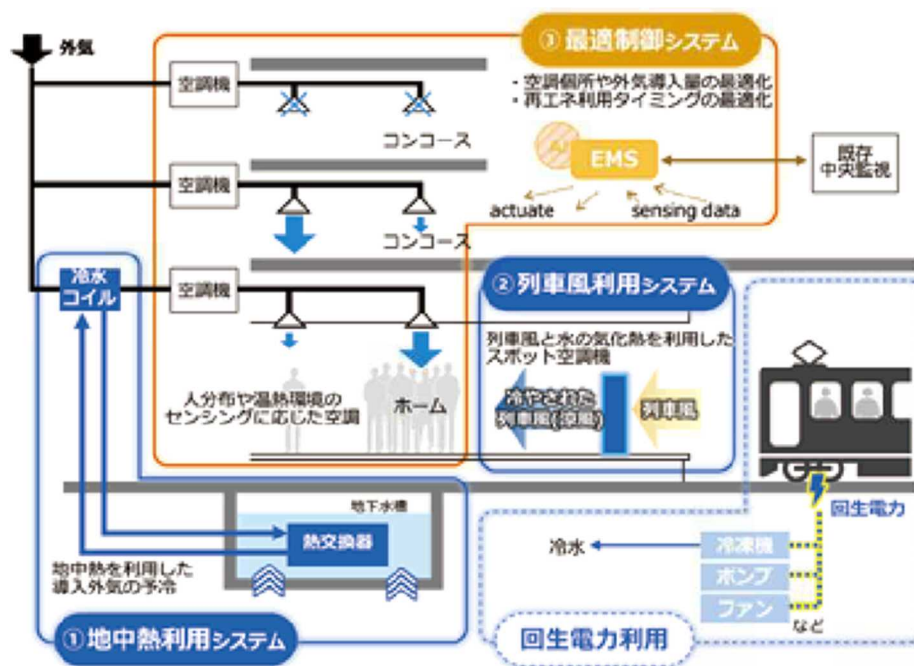 外気
③最適制御システム
・空調個所や外気導入量の最適化
・再エネ利用タイミングの最適化
空調機
コンコース
AI
EMS
既存
中央監視
actuate
sensing data
空調機
コンコース
冷水
コイル
空調機
②列車風利用システム
列車風と水の気化熱を利用した
スポット空調機
人分布や温熱環境の
センシングに応じた空調
ホーム
冷やされた
列車風(涼風)
列車風
地下水槽
熱交換器
回生電力
地中熱を利用した
導入外気の予冷
冷水
冷凍機
ポンプ
ファン
など
①地中熱利用システム
回生電力利用